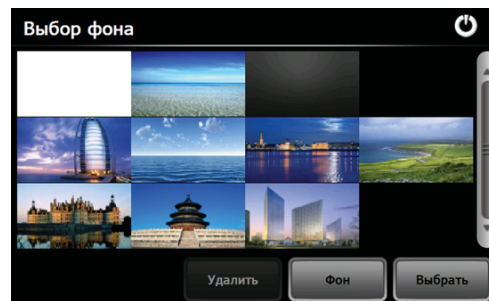 Выбор фона
Удалить
Фон
Выбрать